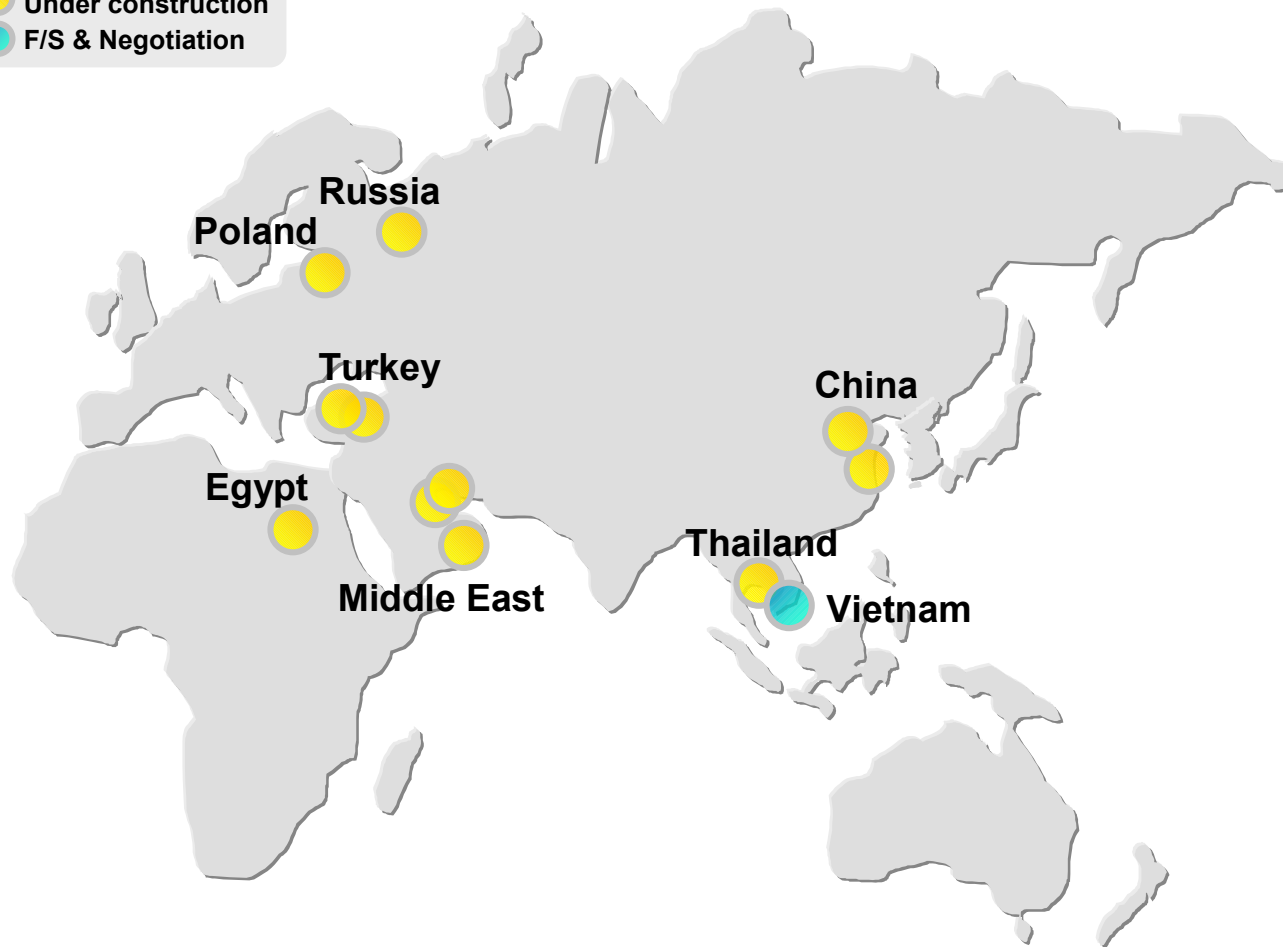 Under construction
F/S & Negotiation
Russia
Poland
Turkey
China
Egypt
Thailand
Middle East
Vietnam